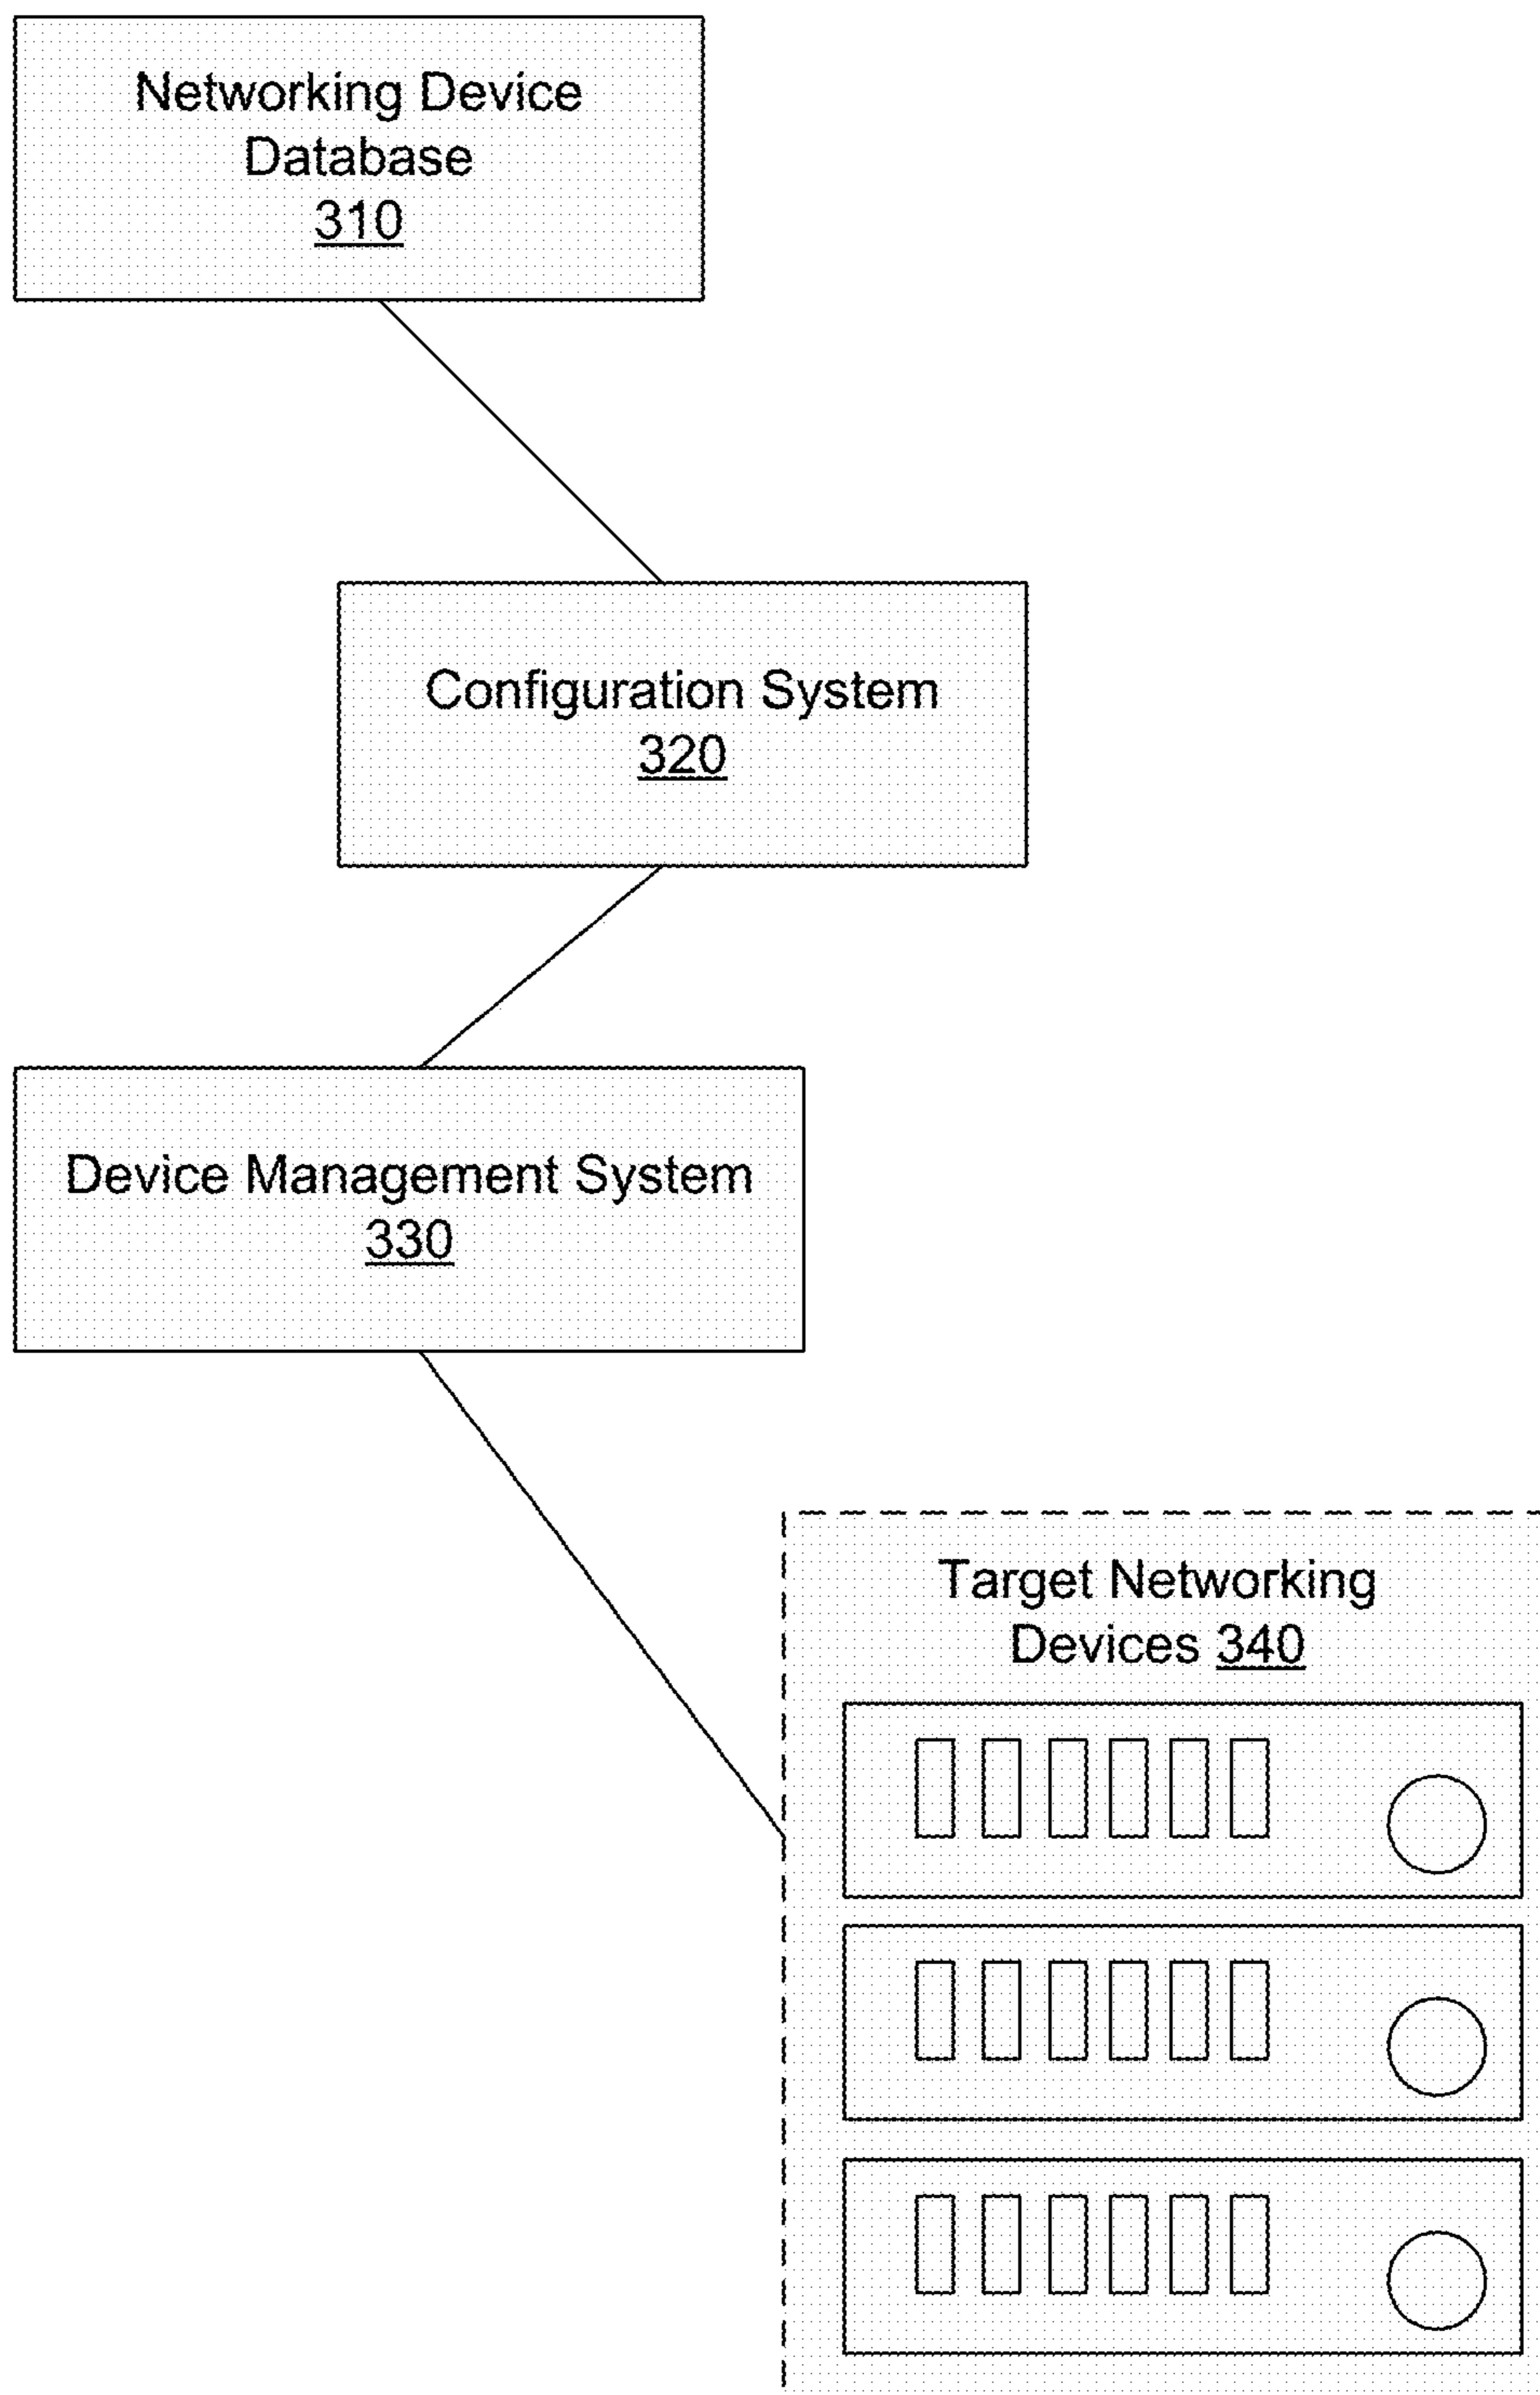 Networking Device
Database
310
Configuration System
320
Device Management System
330
Target Networking
Devices 340